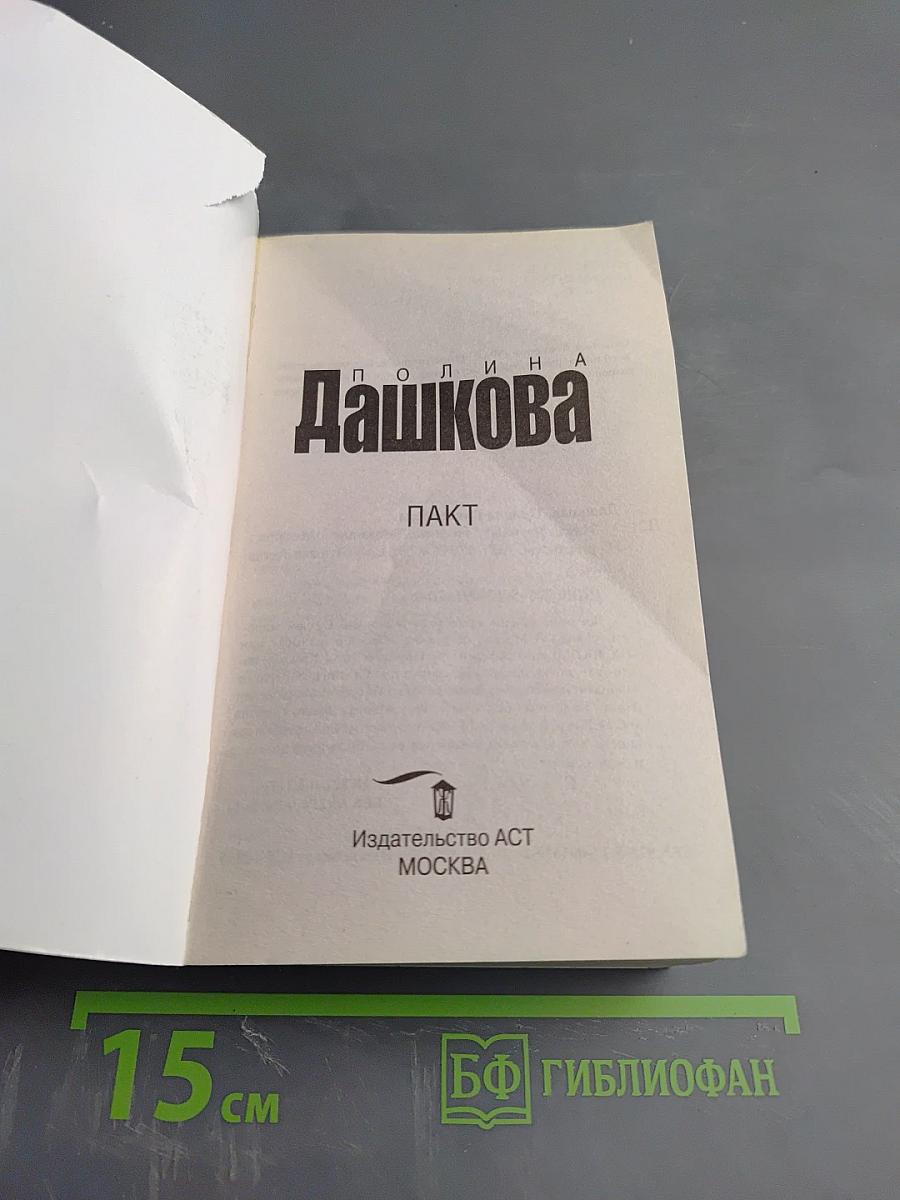 ПОЛИНА
Дашкова
ПАКТ
Ж
Издательство АСТ
МОСКВА
15 см
БФ ГИБЛИОФАН